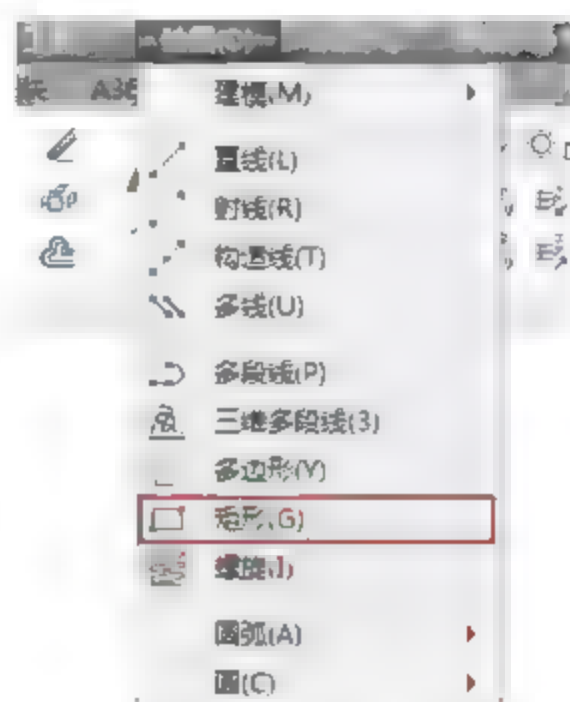 建模(M)
直线(L)
射线(R)
构造线(T)
多线(U)
多段线(P)
三维多段线(3)
多边形(Y)
矩形(G)
螺旋(I)
圆弧(A)
圆(C)